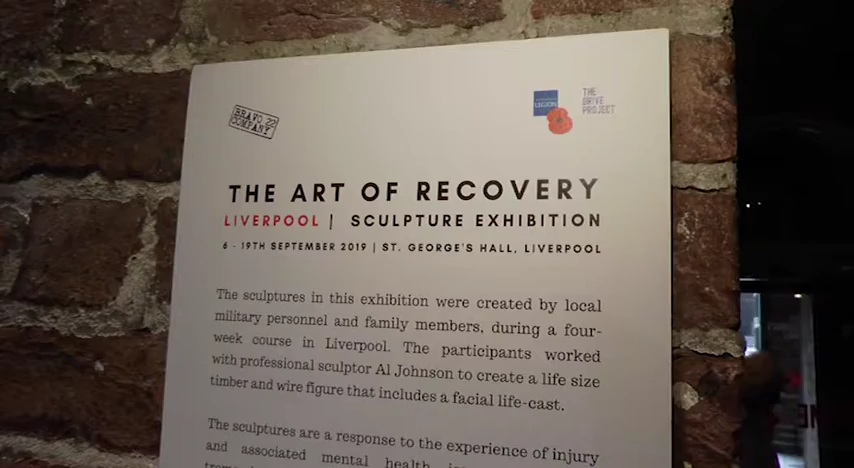 BRAVO 22
COMPANY
LEGION
THE
DRIVE
PROJECT
THE ART OF RECOVERY
LIVERPOOL | SCULPTURE EXHIBITION
6 - 19TH SEPTEMBER 2019 | ST. GEORGE'S HALL, LIVERPOOL
The sculptures in this exhibition were created by local
military personnel and family members, during a four-
week course in Liverpool. The participants worked
with professional sculptor Al Johnson to create a life size
timber and wire figure that includes a facial life-cast.
The sculptures are a response to the experience of injury
and associated mental health